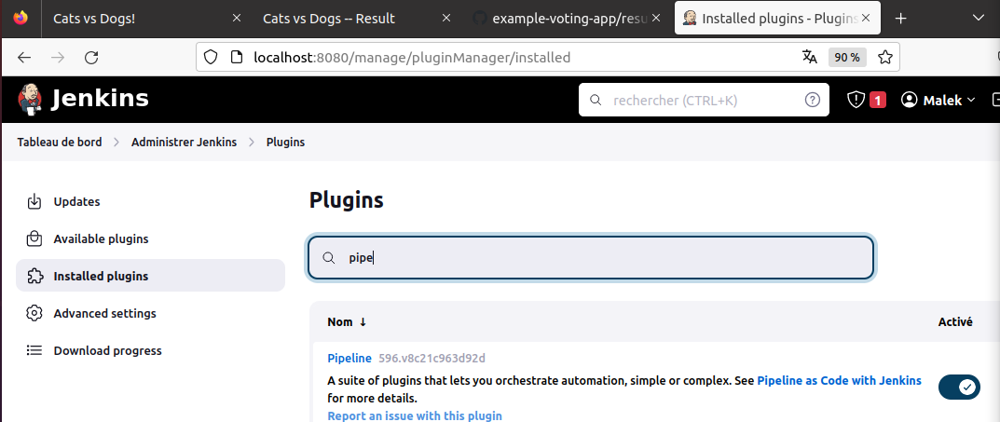 Cats vs Dogs!
Cats vs Dogs -- Result
example-voting-app/resu
Installed plugins - Plugins
localhost:8080/manage/pluginManager/installed
90 %
Jenkins
rechercher (CTRL+K)
1
Malek
Tableau de bord
Administrer Jenkins
Plugins
Updates
Available plugins
Installed plugins
Advanced settings
Download progress
Plugins
pipe
Nom ↓
Activé
Pipeline 596.v8c21c963d92d
A suite of plugins that lets you orchestrate automation, simple or complex. See Pipeline as Code with Jenkins
for more details.
Report an issue with this plugin